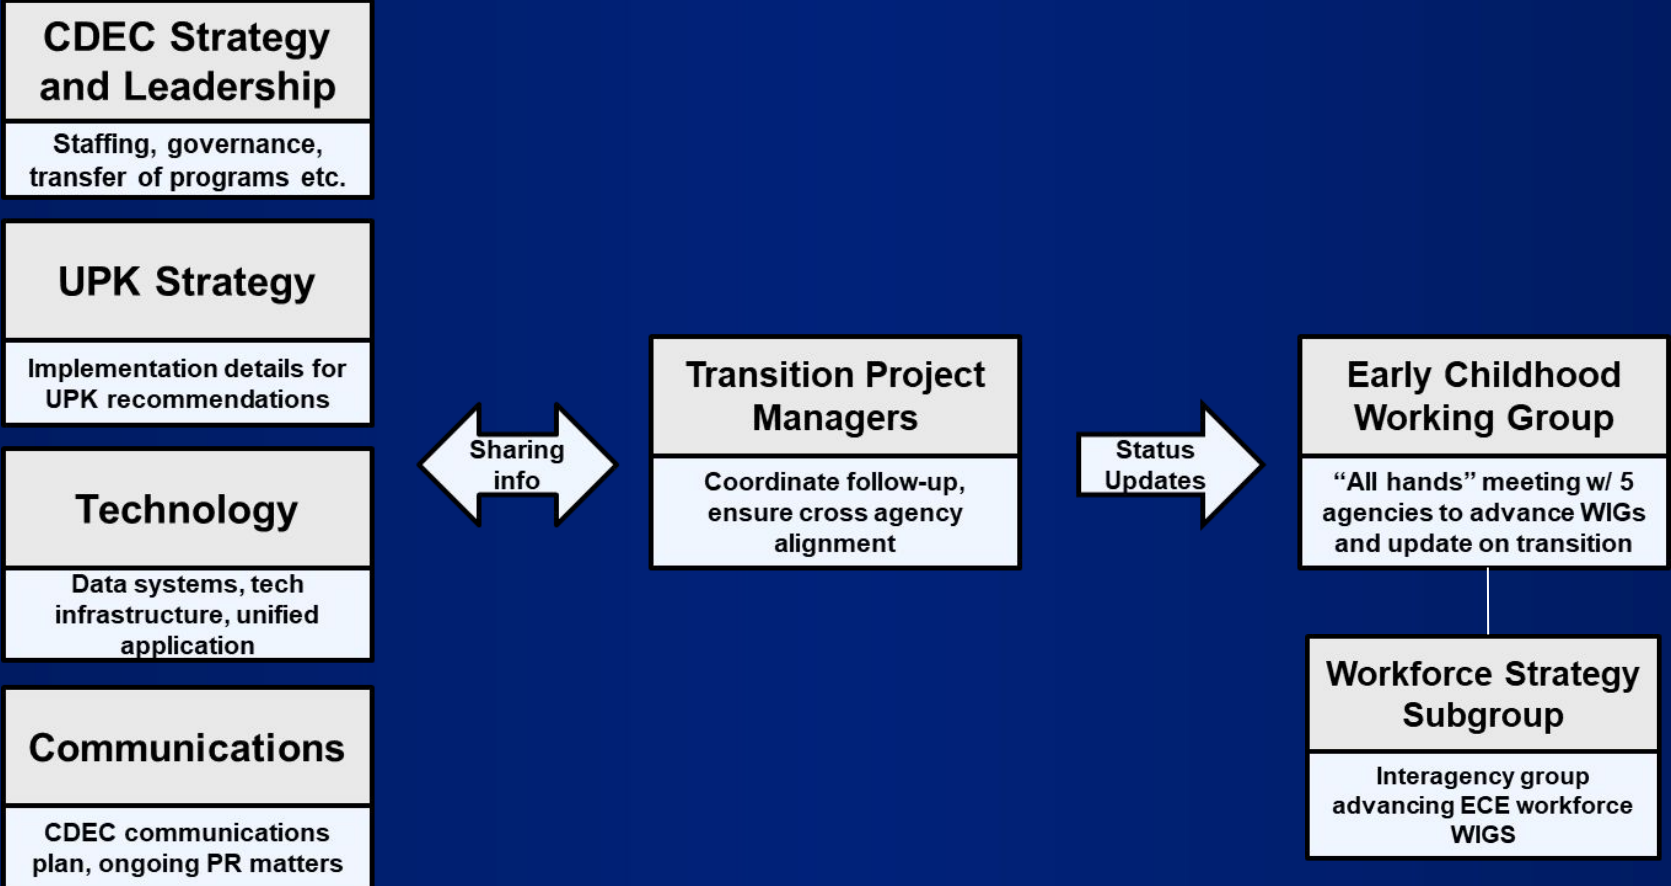 CDEC Strategy
and Leadership
Staffing, governance,
transfer of programs etc.
UPK Strategy
Implementation details for
UPK recommendations
Technology
Data systems, tech
infrastructure, unified
application
Communications
CDEC communications
plan, ongoing PR matters
Sharing
info
Transition Project
Managers
Coordinate follow-up,
ensure cross agency
alignment
Status
Updates
Early Childhood
Working Group
“All hands” meeting w/ 5
agencies to advance WIGs
and update on transition
Workforce Strategy
Subgroup
Interagency group
advancing ECE workforce
WIGS